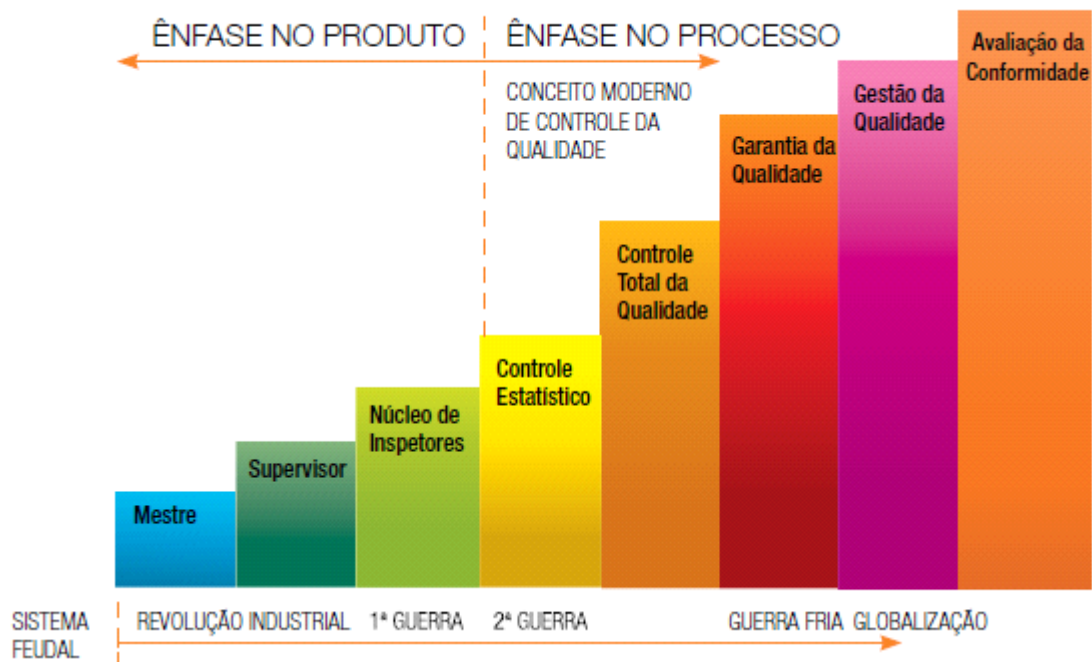 ÊNFASE NO PRODUTO
ÊNFASE NO PROCESSO
CONCEITO MODERNO
DE CONTROLE DA
QUALIDADE
Mestre
Supervisor
Núcleo de
Inspetores
Controle
Estatístico
Controle
Total da
Qualidade
Garantia da
Qualidade
Gestão da
Qualidade
Avaliação da
Conformidade
SISTEMA
FEUDAL
REVOLUÇÃO INDUSTRIAL
1ª GUERRA
2ª GUERRA
GUERRA FRIA
GLOBALIZAÇÃO